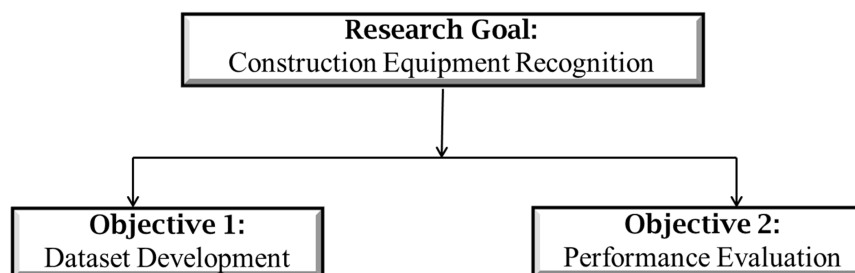 Research Goal:
Construction Equipment Recognition
Objective 1:
Dataset Development
Objective 2:
Performance Evaluation